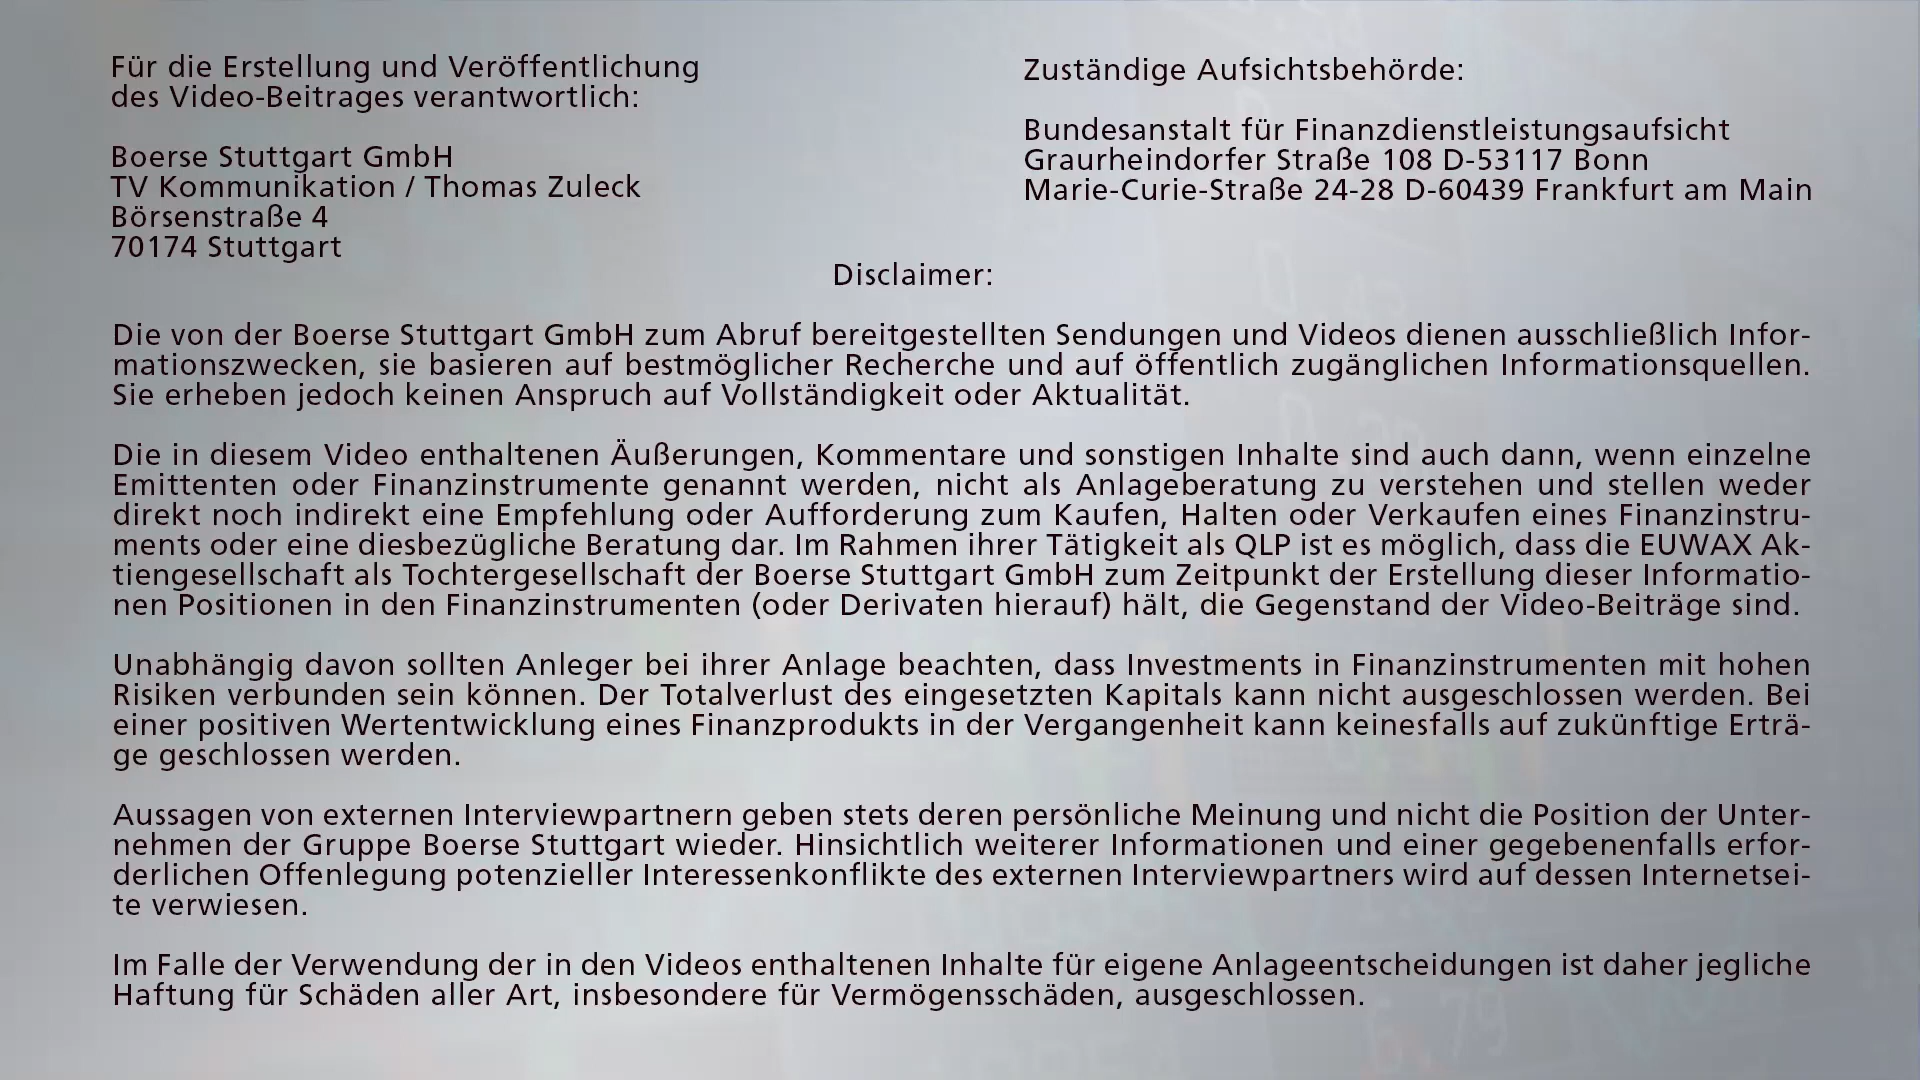 Für die Erstellung und Veröffentlichung
des Video-Beitrages verantwortlich:
Boerse Stuttgart GmbH
TV Kommunikation / Thomas Zuleck
Börsenstraße 4
70174 Stuttgart
Zuständige Aufsichtsbehörde:
Bundesanstalt für Finanzdienstleistungsaufsicht
Graurheindorfer Straße 108 D-53117 Bonn
Marie-Curie-Straße 24-28 D-60439 Frankfurt am Main
Disclaimer:
Die von der Boerse Stuttgart GmbH zum Abruf bereitgestellten Sendungen und Videos dienen ausschließlich Infor-
mationszwecken, sie basieren auf bestmöglicher Recherche und auf öffentlich zugänglichen Informationsquellen.
Sie erheben jedoch keinen Anspruch auf Vollständigkeit oder Aktualität.
Die in diesem Video enthaltenen Äußerungen, Kommentare und sonstigen Inhalte sind auch dann, wenn einzelne
Emittenten oder Finanzinstrumente genannt werden, nicht als Anlageberatung zu verstehen und stellen weder
direkt noch indirekt eine Empfehlung oder Aufforderung zum Kaufen, Halten oder Verkaufen eines Finanzinstru-
ments oder eine diesbezügliche Beratung dar. Im Rahmen ihrer Tätigkeit als QLP ist es möglich, dass die EUWAX Ak-
tiengesellschaft als Tochtergesellschaft der Boerse Stuttgart GmbH zum Zeitpunkt der Erstellung dieser Informatio-
nen Positionen in den Finanzinstrumenten (oder Derivaten hierauf) hält, die Gegenstand der Video-Beiträge sind.
Unabhängig davon sollten Anleger bei ihrer Anlage beachten, dass Investments in Finanzinstrumenten mit hohen
Risiken verbunden sein können. Der Totalverlust des eingesetzten Kapitals kann nicht ausgeschlossen werden. Bei
einer positiven Wertentwicklung eines Finanzprodukts in der Vergangenheit kann keinesfalls auf zukünftige Erträ-
ge geschlossen werden.
Aussagen von externen Interviewpartnern geben stets deren persönliche Meinung und nicht die Position der Unter-
nehmen der Gruppe Boerse Stuttgart wieder. Hinsichtlich weiterer Informationen und einer gegebenenfalls erfor-
derlichen Offenlegung potenzieller Interessenkonflikte des externen Interviewpartners wird auf dessen Internetsei-
te verwiesen.
Im Falle der Verwendung der in den Videos enthaltenen Inhalte für eigene Anlageentscheidungen ist daher jegliche
Haftung für Schäden aller Art, insbesondere für Vermögensschäden, ausgeschlossen.